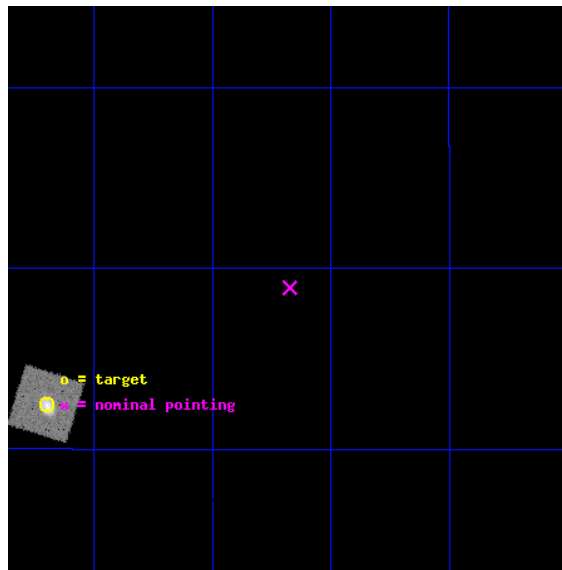 o = target
x = nominal pointing